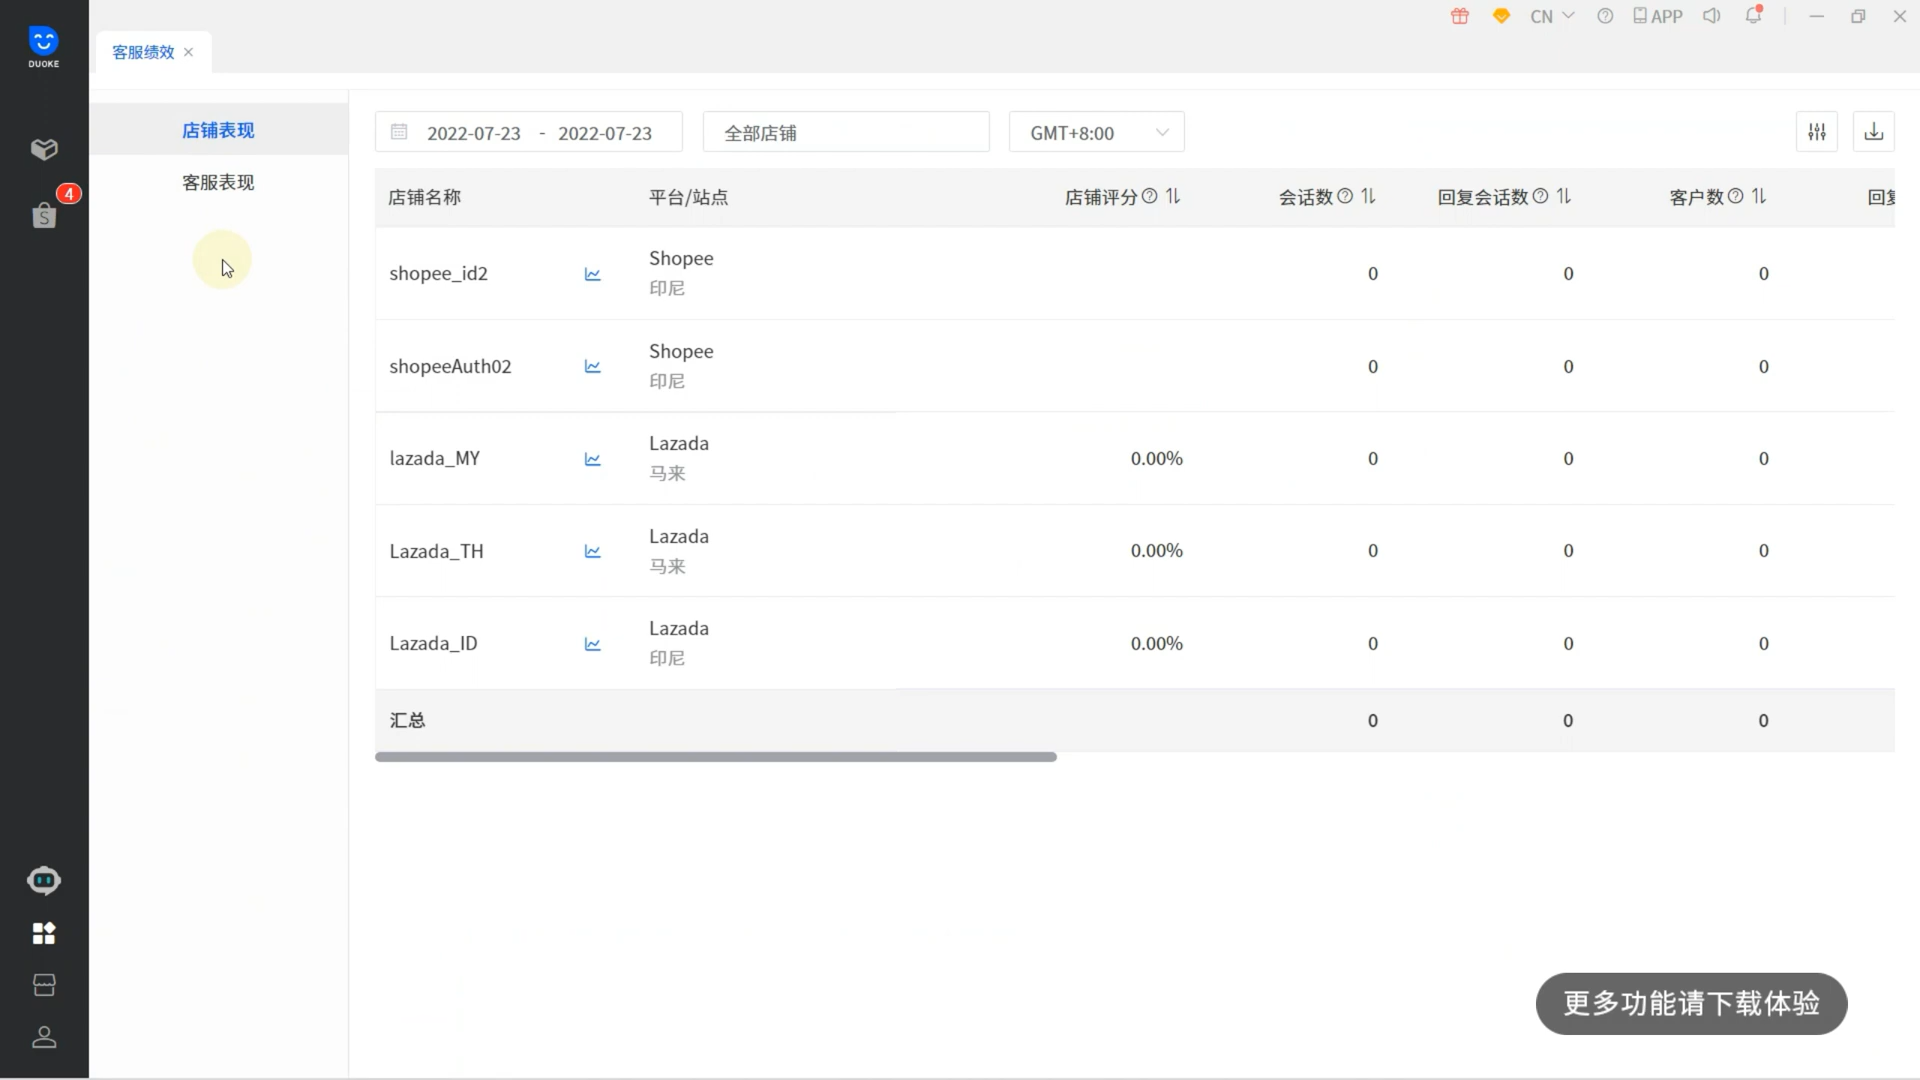 CN
APP
DUOKE
客服绩效
店铺表现
客服表现
4
2022-07-23 - 2022-07-23
全部店铺
GMT+8:00
店铺名称 平台/站点 店铺评分 会话数 回复会话数 客户数 回复
shopee_id2 Shopee 0 0 0
印尼
shopeeAuth02 Shopee 0 0 0
印尼
lazada_MY Lazada 0.00% 0 0 0
马来
Lazada_TH Lazada 0.00% 0 0 0
马来
Lazada_ID Lazada 0.00% 0 0 0
印尼
汇总 0 0 0
更多功能请下载体验